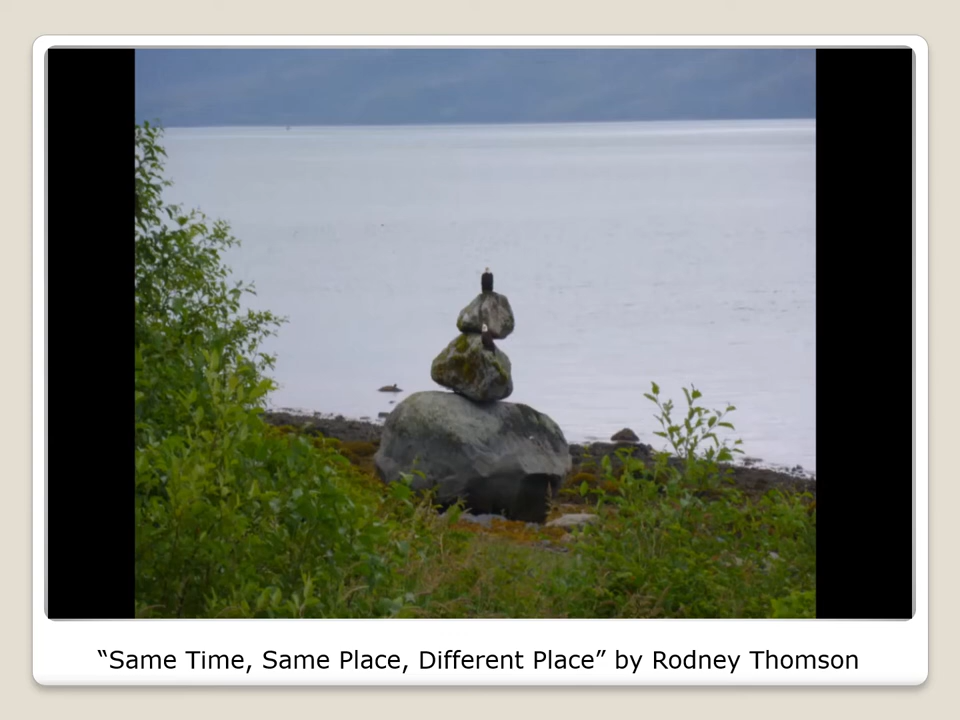 “Same Time, Same Place, Different Place” by Rodney Thomson